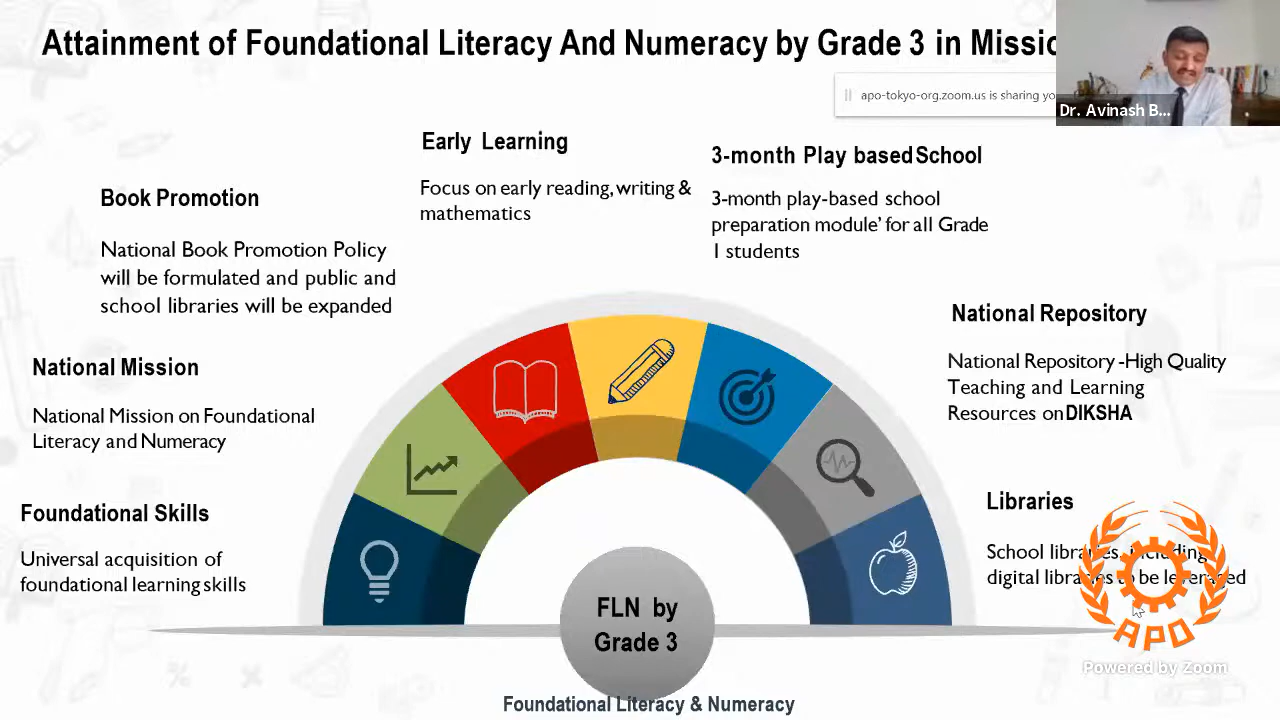 Attainment of Foundational Literacy And Numeracy by Grade 3 in
apo-tokyo-org.zoom.us is sharing
Dr. Avinash B...
Early Learning
Focus on early reading, writing &
mathematics
3-month Play based School
3-month play-based school
preparation module’ for all Grade
1 students
Book Promotion
National Book Promotion Policy
will be formulated and public and
school libraries will be expanded
National Repository
National Repository -High Quality
Teaching and Learning
Resources on DIKSHA
National Mission
National Mission on Foundational
Literacy and Numeracy
Foundational Skills
Universal acquisition of
foundational learning skills
Libraries
School libraries, including
digital libraries to be leveraged
FLN by
Grade 3
APO
Powered by Zoom
Foundational Literacy & Numeracy